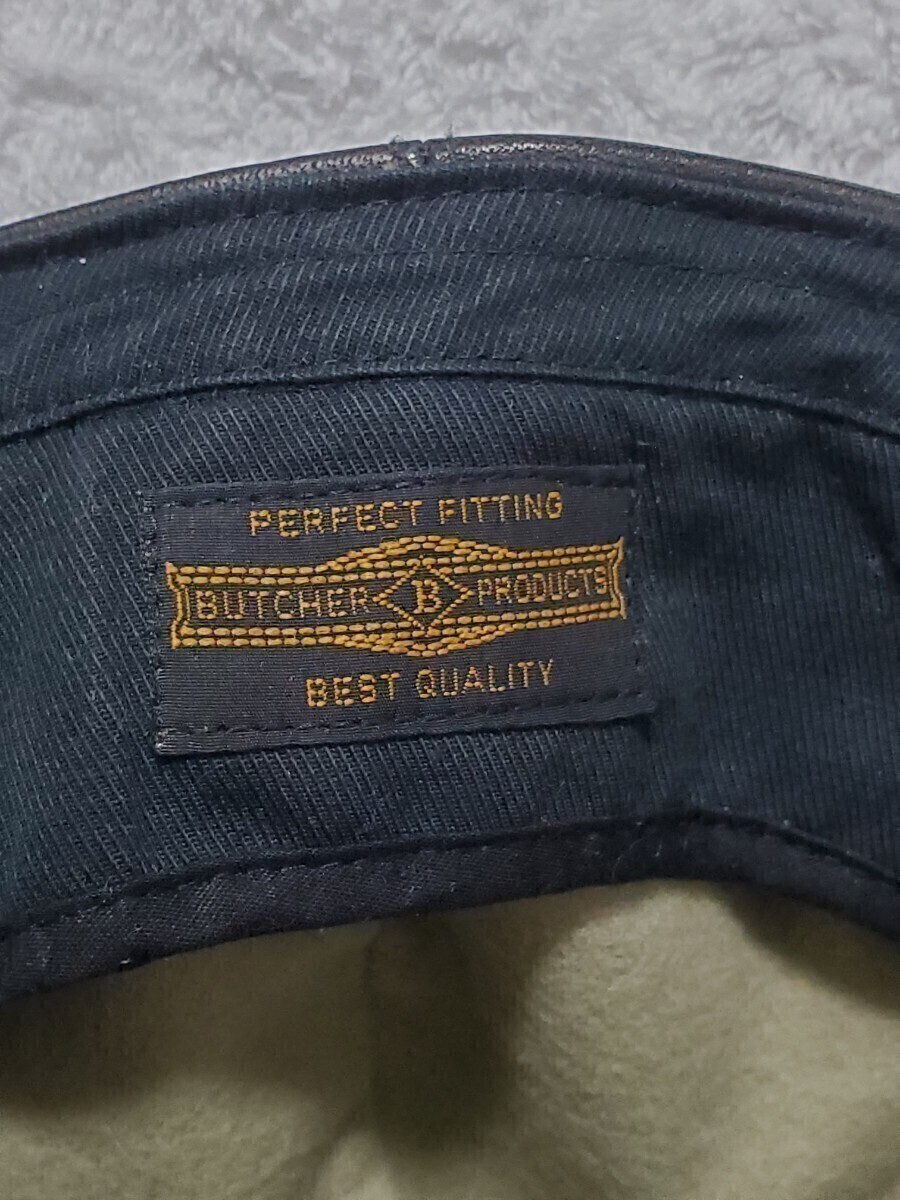 PERFECT FITTING
BUTCHER B PRODUCTS
BEST QUALITY